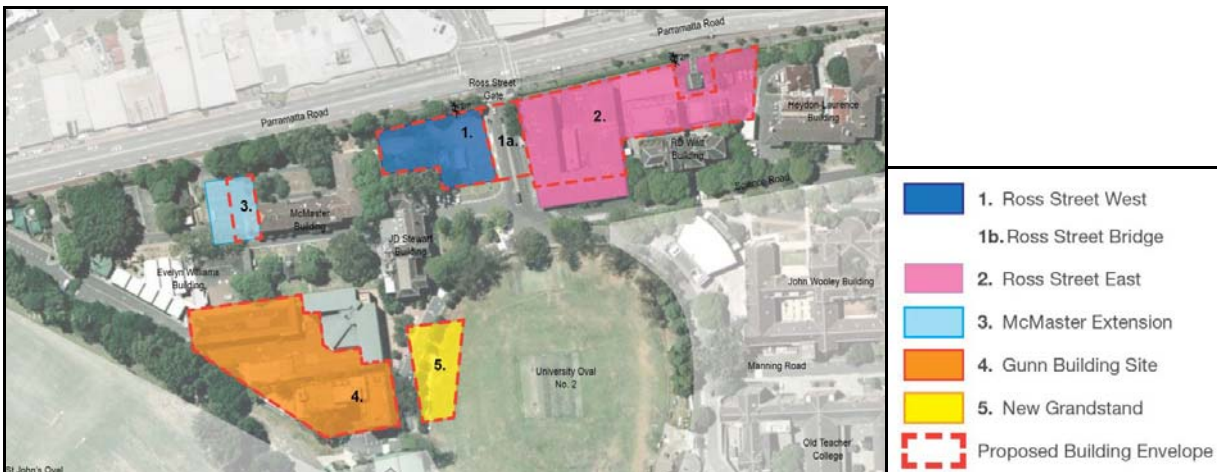 Parramatta Road
Ross Street
Gate
Parramatta Road
Heydon-Laurence
Building
1.
1a.
2.
RD Watt
Building
Science Road
3.
McMaster
Building
JD Stewart
Building
Evelyn Williams
Building
John Wooley Building
4.
5.
University Oval
No. 2
Manning Road
Old Teacher
College
St John's Oval
1. Ross Street West
1b. Ross Street Bridge
2. Ross Street East
3. McMaster Extension
4. Gunn Building Site
5. New Grandstand
Proposed Building Envelope